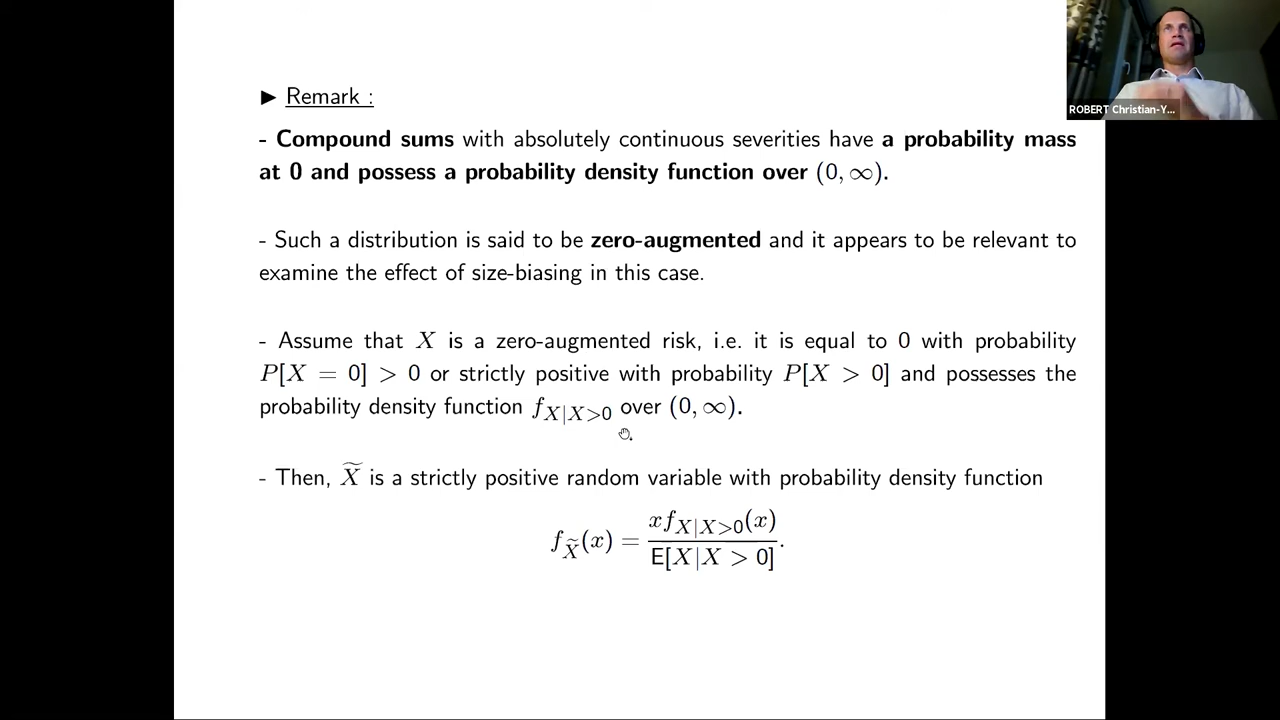 ► Remark :
- Compound sums with absolutely continuous severities have a probability mass
at 0 and possess a probability density function over (0, ∞).
- Such a distribution is said to be zero-augmented and it appears to be relevant to
examine the effect of size-biasing in this case.
- Assume that X is a zero-augmented risk, i.e. it is equal to 0 with probability
P[X = 0] > 0 or strictly positive with probability P[X > 0] and possesses the
probability density function f_{X|X>0} over (0, ∞).
- Then, X̃ is a strictly positive random variable with probability density function
f_{X̃}(x) = \frac{x f_{X|X>0}(x)}{E[X|X > 0]}.
ROBERT Christian-Y...